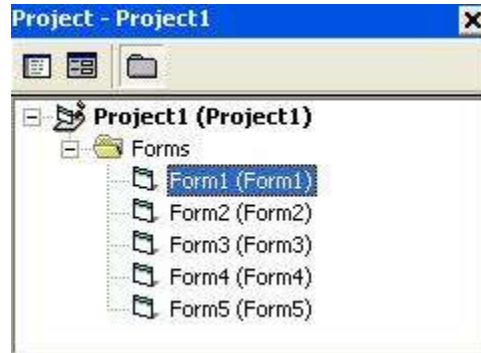 Project - Project1
Project1 (Project1)
Forms
Form1 (Form1)
Form2 (Form2)
Form3 (Form3)
Form4 (Form4)
Form5 (Form5)